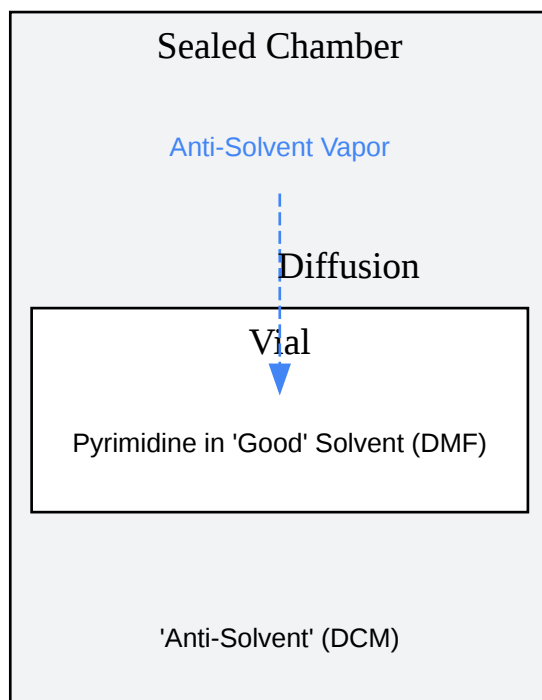 Sealed Chamber
Anti-Solvent Vapor
Diffusion
Vial
Pyrimidine in 'Good' Solvent (DMF)
'Anti-Solvent' (DCM)